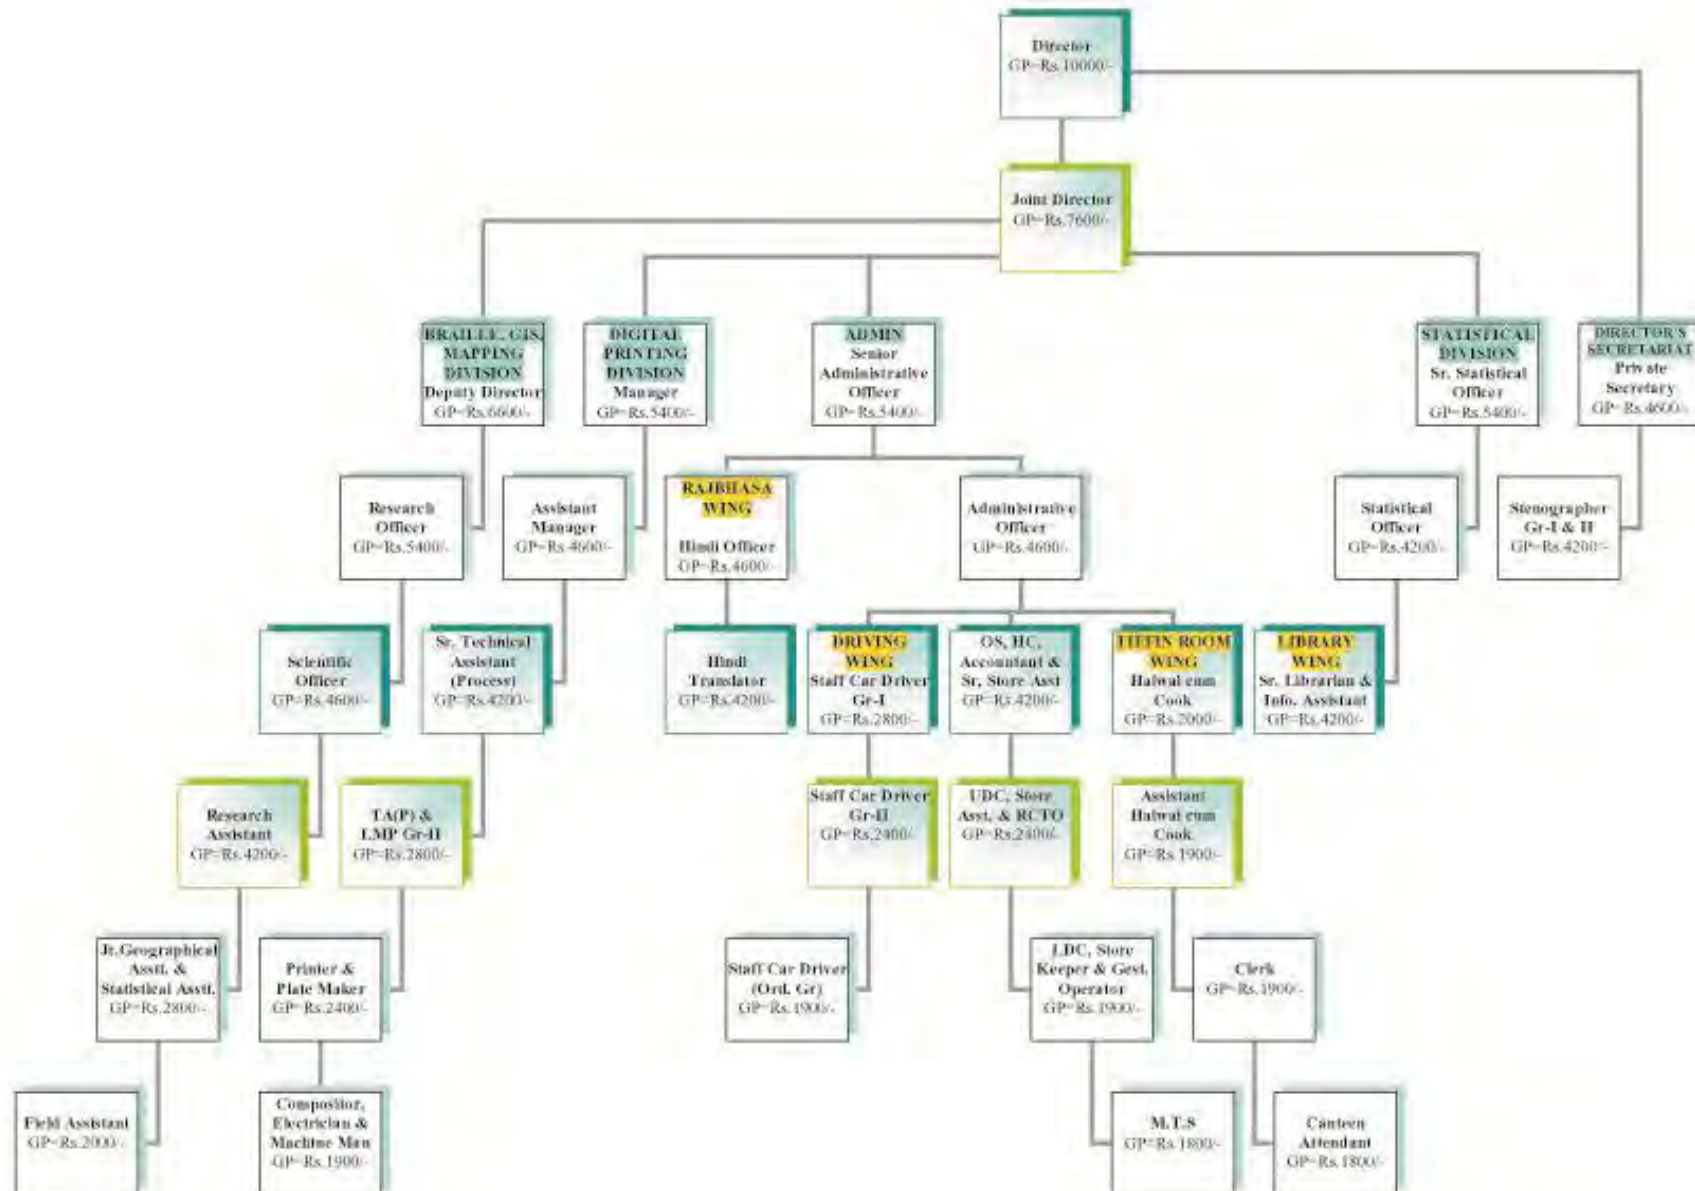 Director
GP=Rs.10000/-
Joint Director
GP=Rs.7600/-
BRAILLE, GIS,
MAPPING
DIVISION
Deputy Director
GP=Rs.6600/-
DIGITAL
PRINTING
DIVISION
Manager
GP=Rs.5400/-
ADMIN
Senior
Administrative
Officer
GP=Rs.5400/-
STATISTICAL
DIVISION
Sr. Statistical
Officer
GP=Rs.5400/-
DIRECTOR'S
SECRETARIAT
Private
Secretary
GP=Rs.4600/-
Research
Officer
GP=Rs.5400/-
Assistant
Manager
GP=Rs.4600/-
RAJBHASA
WING
Hindi Officer
GP=Rs.4600/-
Administrative
Officer
GP=Rs.4600/-
Statistical
Officer
GP=Rs.4200/-
Stenographer
Gr-I & II
GP=Rs.4200/-
Scientific
Officer
GP=Rs.4600/-
Sr. Technical
Assistant
(Process)
GP=Rs.4200/-
Hindi
Translator
GP=Rs.4200/-
DRIVING
WING
Staff Car Driver
Gr-I
GP=Rs.2800/-
OS, HC,
Accountant &
Sr, Store Asst
GP=Rs.4200/-
TIFFIN ROOM
WING
Halwai cum
Cook
GP=Rs.2000/-
LIBRARY
WING
Sr. Librarian &
Info. Assistant
GP=Rs.4200/-
Research
Assistant
GP=Rs.4200/-
TA(P) &
LMP Gr-II
GP=Rs.2800/-
Staff Car Driver
Gr-II
GP=Rs.2400/-
UDC, Store
Asst. & RCTO
GP=Rs.2400/-
Assistant
Halwai cum
Cook
GP=Rs.1900/-
Jr.Geographical
Asstt. &
Statistical Asstt.
GP=Rs.2800/-
Printer &
Plate Maker
GP=Rs.2400/-
Staff Car Driver
(Ord. Gr)
GP=Rs.1900/-
LDC, Store
Keeper & Gest.
Operator
GP=Rs.1900/-
Clerk
GP=Rs.1900/-
Field Assistant
GP=Rs.2000/-
Compositor,
Electrician &
Machine Man
GP=Rs.1900/-
M.T.S
GP=Rs.1800/-
Canteen
Attendant
GP=Rs.1800/-